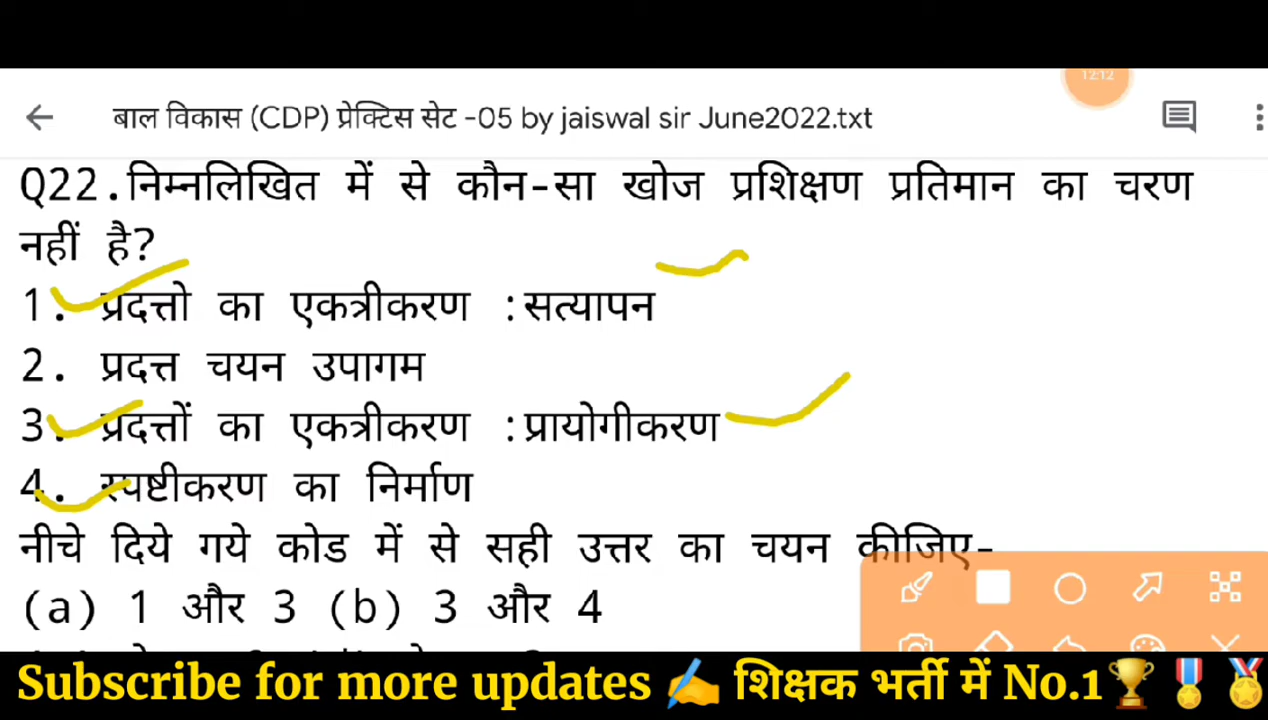 12:12
बाल विकास (CDP) प्रेक्टिस सेट -05 by jaiswal sir June2022.txt
Q22.निम्नलिखित में से कौन-सा खोज प्रशिक्षण प्रतिमान का चरण
नहीं है?
1. प्रदत्तो का एकत्रीकरण :सत्यापन
2. प्रदत्त चयन उपागम
3. प्रदत्तों का एकत्रीकरण :प्रायोगीकरण
4. स्पष्टीकरण का निर्माण
नीचे दिये गये कोड में से सही उत्तर का चयन कीजिए-
(a) 1 और 3 (b) 3 और 4
Subscribe for more updates ✍️ शिक्षक भर्ती में No.1🏆🎖️🏅